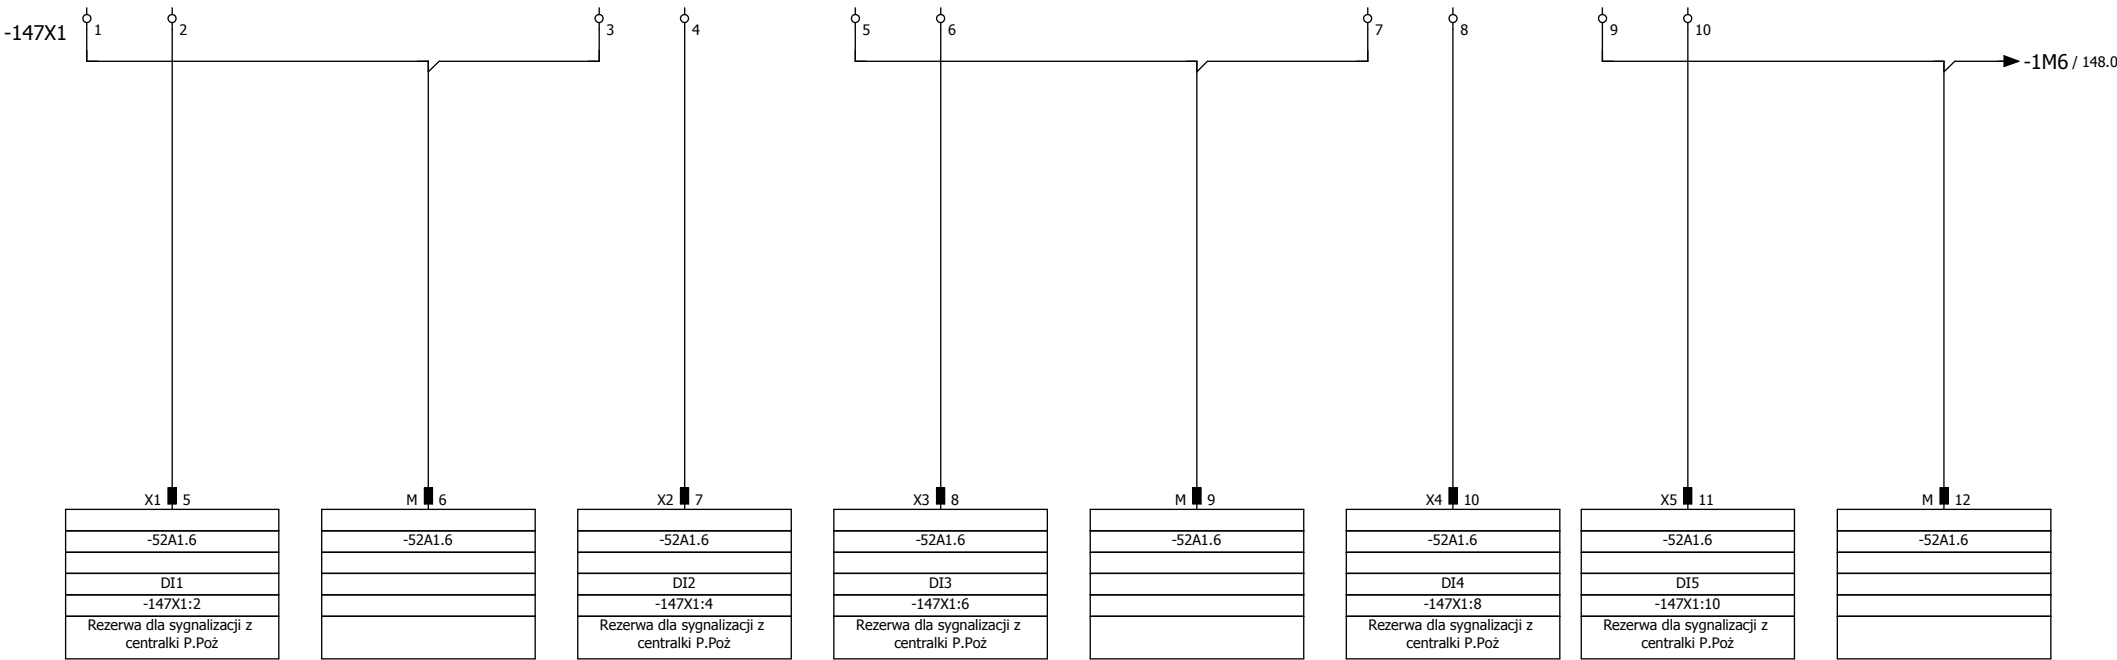 -147X1 1 2 3 4 5 6 7 8 9 10
-1M6 / 148.0
X1 5 M 6 X2 7 X3 8 M 9 X4 10 X5 11 M 12
-52A1.6 -52A1.6 -52A1.6 -52A1.6 -52A1.6 -52A1.6 -52A1.6 -52A1.6
DI1 DI2 DI3 DI4 DI5
-147X1:2 -147X1:4 -147X1:6 -147X1:8 -147X1:10
Rezerwa dla sygnalizacji z Rezerwa dla sygnalizacji z Rezerwa dla sygnalizacji z Rezerwa dla sygnalizacji z Rezerwa dla sygnalizacji z
centralki P.Poż centralki P.Poż centralki P.Poż centralki P.Poż centralki P.Poż